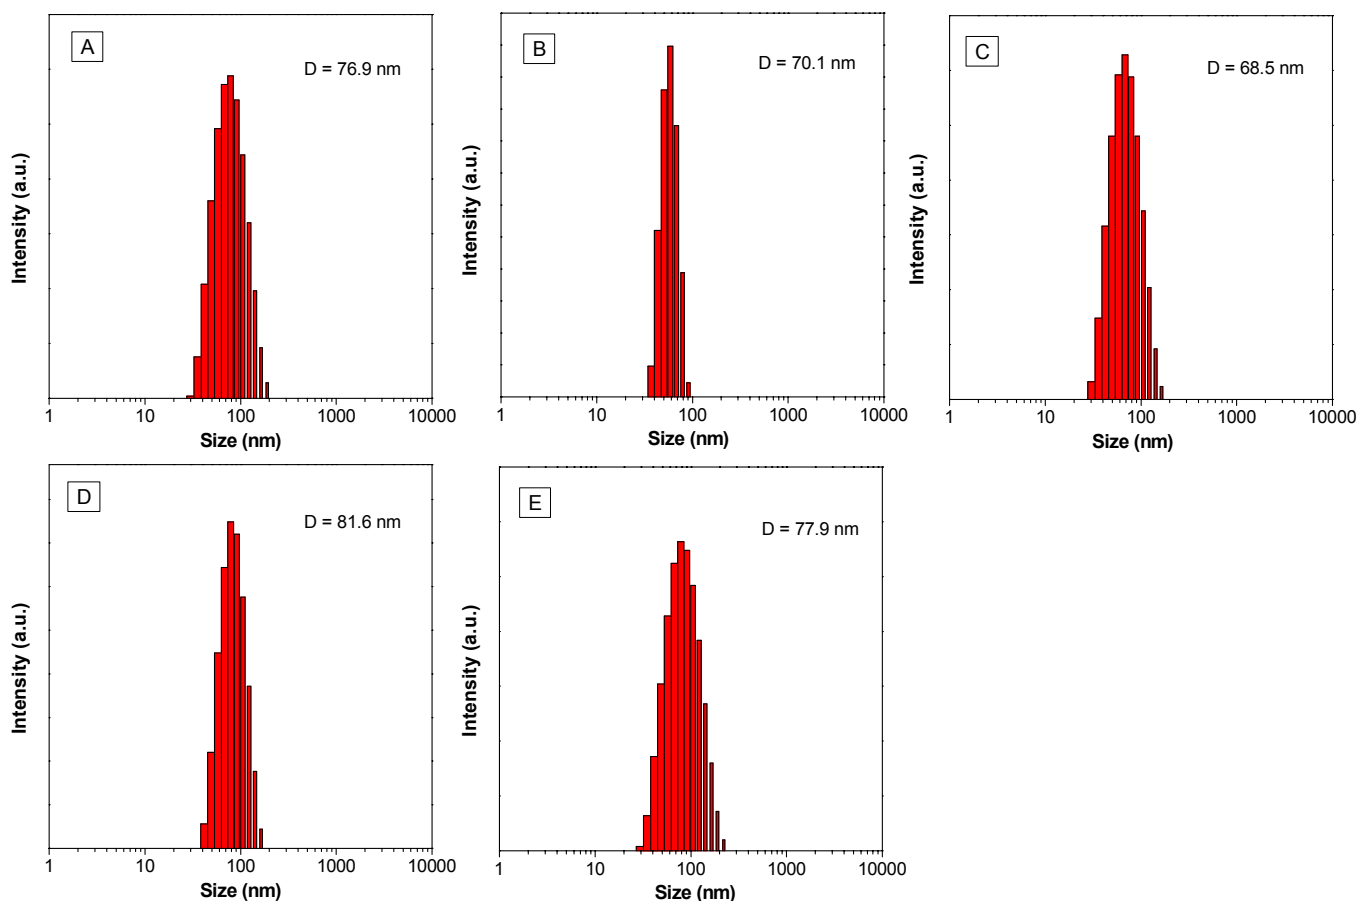 A
D = 76.9 nm
Intensity (a.u.)
1 10 100 1000 10000
Size (nm)
B
D = 70.1 nm
Intensity (a.u.)
1 10 100 1000 10000
Size (nm)
C
D = 68.5 nm
Intensity (a.u.)
1 10 100 1000 10000
Size (nm)
D
D = 81.6 nm
Intensity (a.u.)
1 10 100 1000 10000
Size (nm)
E
D = 77.9 nm
Intensity (a.u.)
1 10 100 1000 10000
Size (nm)